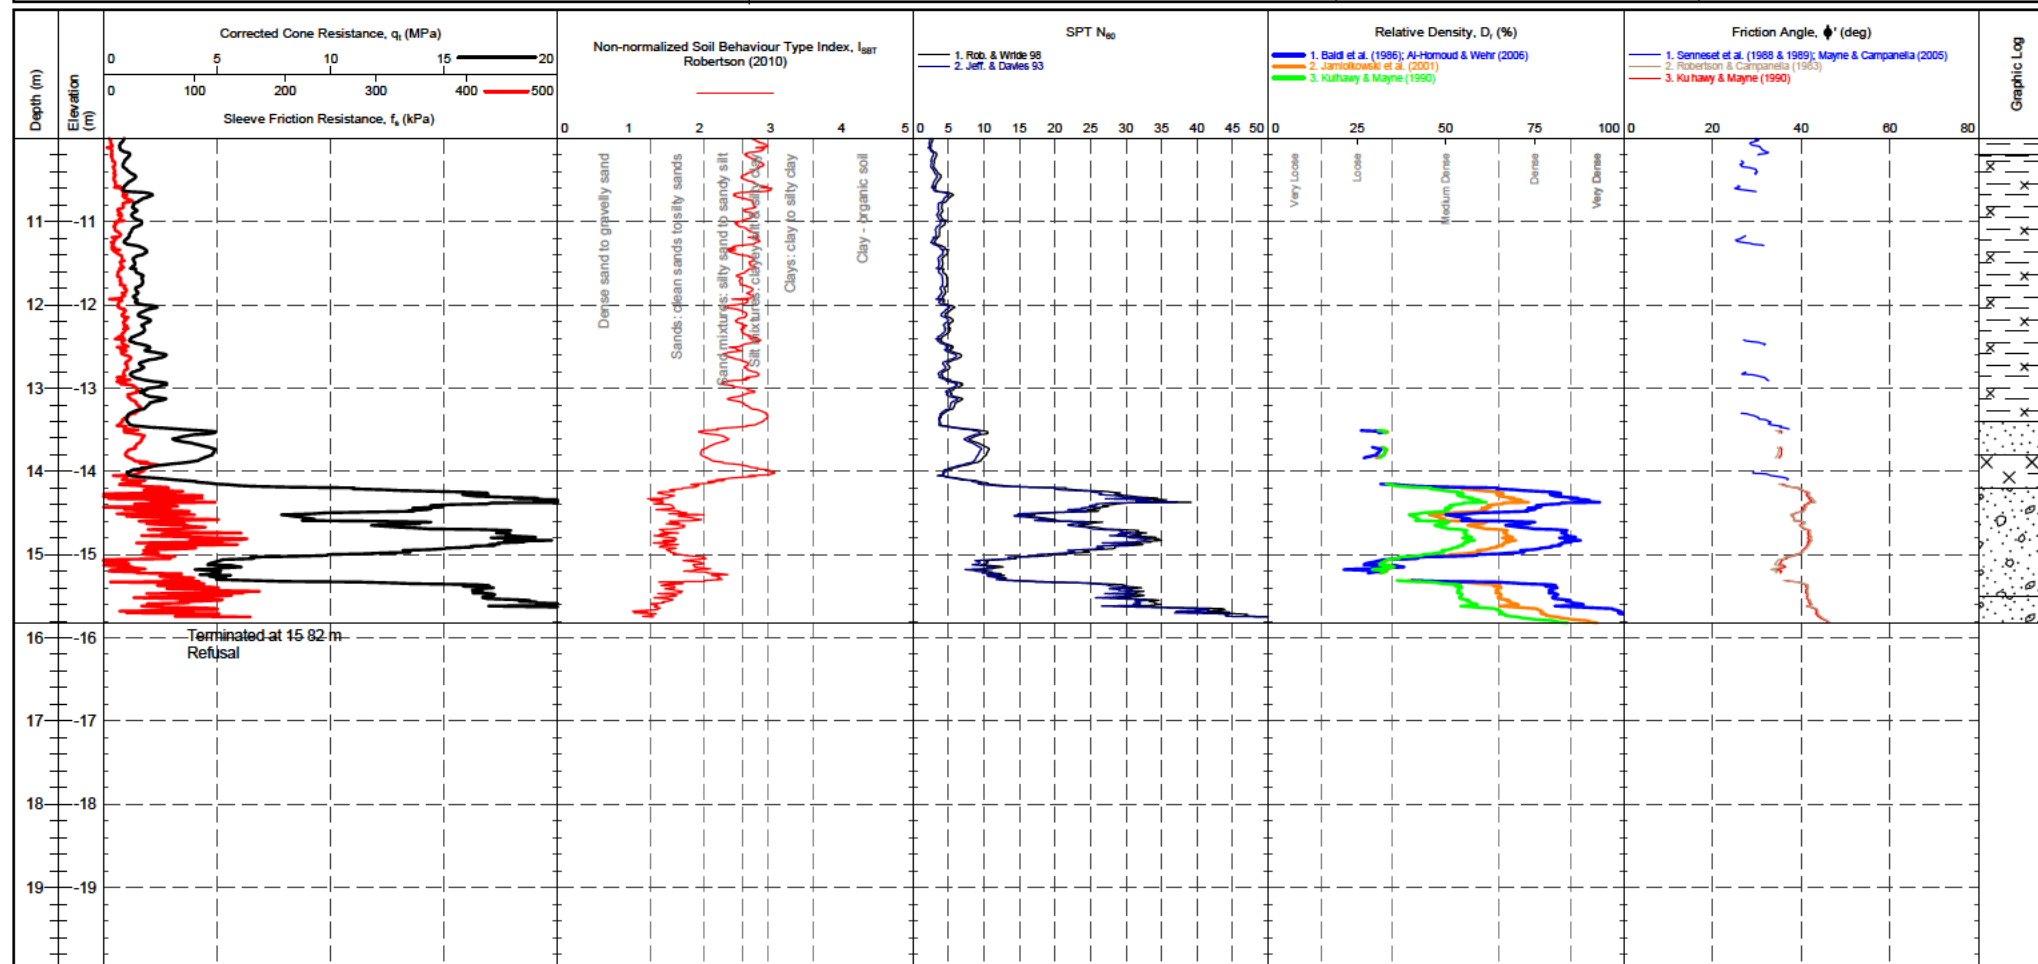 Corrected Cone Resistance, qt (MPa)
0 5 10 15 20
0 100 200 300 400 500
Sleeve Friction Resistance, fs (kPa)
Depth (m)
Elevation (m)
Non-normalized Soil Behaviour Type Index, ISBT
Robertson (2010)
0 1 2 3 4 5
SPT N60
1. Rob. & Wride 98
2. Jeff. & Davies 93
0 5 10 15 20 25 30 35 40 45 50
Relative Density, Dr (%)
1. Baldi et al. (1986); Al-Homoud & Wehr (2006)
2. Jamiolkowski et al. (2001)
3. Kulhawy & Mayne (1990)
0 25 50 75 100
Friction Angle, ϕ' (deg)
1. Senneset et al. (1988 & 1989); Mayne & Campanella (2005)
2. Robertson & Campanella (1983)
3. Ku hawy & Mayne (1990)
0 20 40 60 80
Graphic Log
Dense sand to gravelly sand
Sands: clean sands to silty sands
Sand mixtures: silty sand to sandy silt
Silt mixtures: clayey silt & silty clay
Clays: clay to silty clay
Clay - organic soil
Very Loose
Loose
Medium Dense
Dense
Very Dense
11 -11
12 -12
13 -13
14 -14
15 -15
16 -16
Terminated at 15 82 m
Refusal
17 -17
18 -18
19 -19